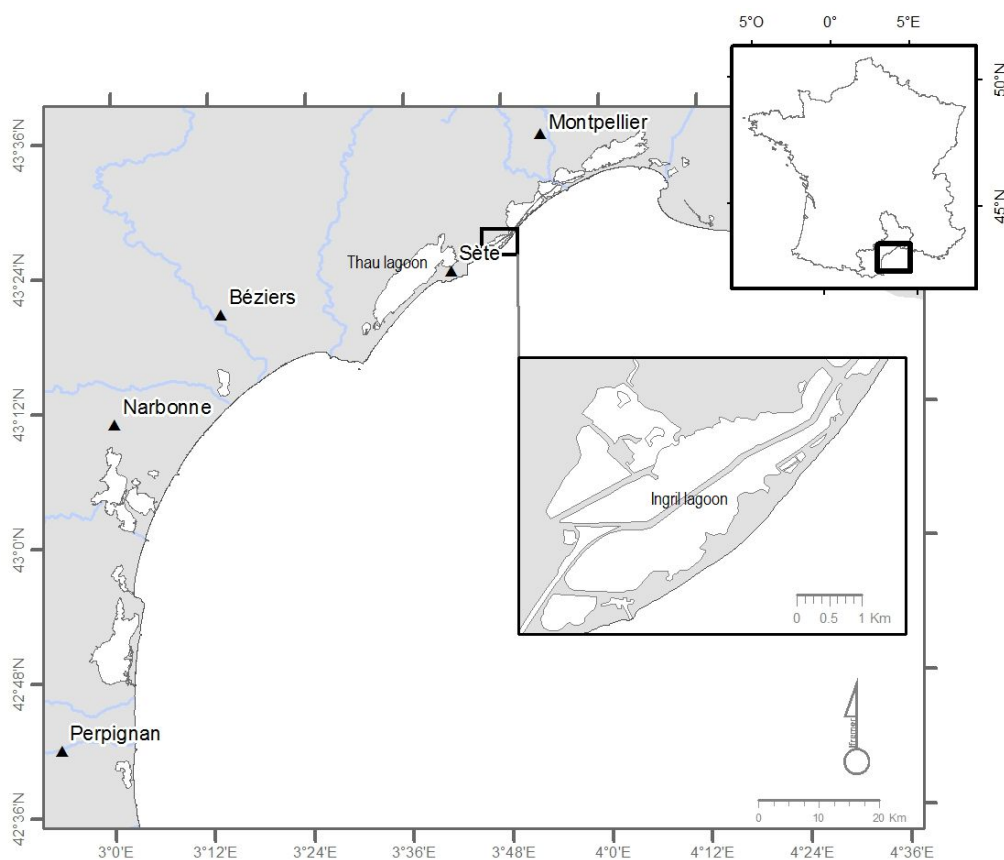 5°O 0° 5°E
50°N
45°N
43°36'N
43°24'N
43°12'N
43°0'N
42°48'N
42°36'N
Montpellier
Sète
Thau lagoon
Béziers
Narbonne
Perpignan
Ingril lagoon
0 0.5 1 Km
Ifremer
0 10 20 Km
3°0'E 3°12'E 3°24'E 3°36'E 3°48'E 4°0'E 4°12'E 4°24'E 4°36'E